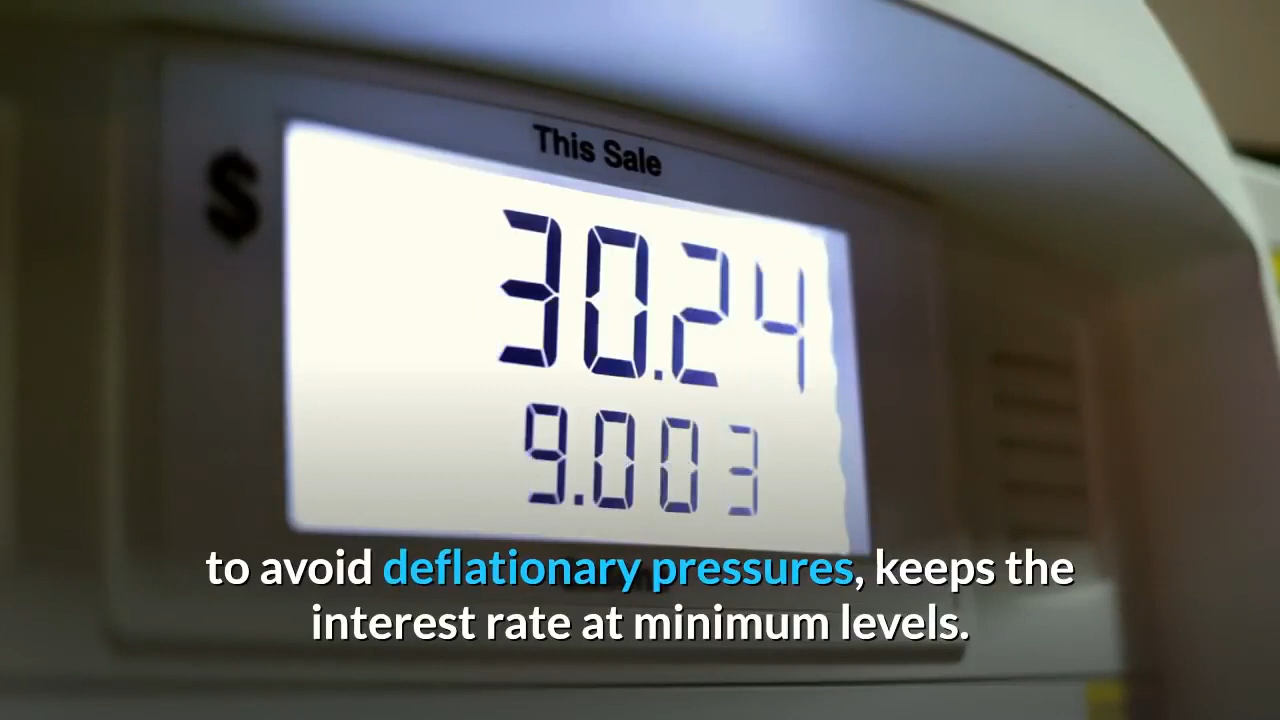 This Sale
$
30.24
9.003
to avoid deflationary pressures, keeps the
interest rate at minimum levels.